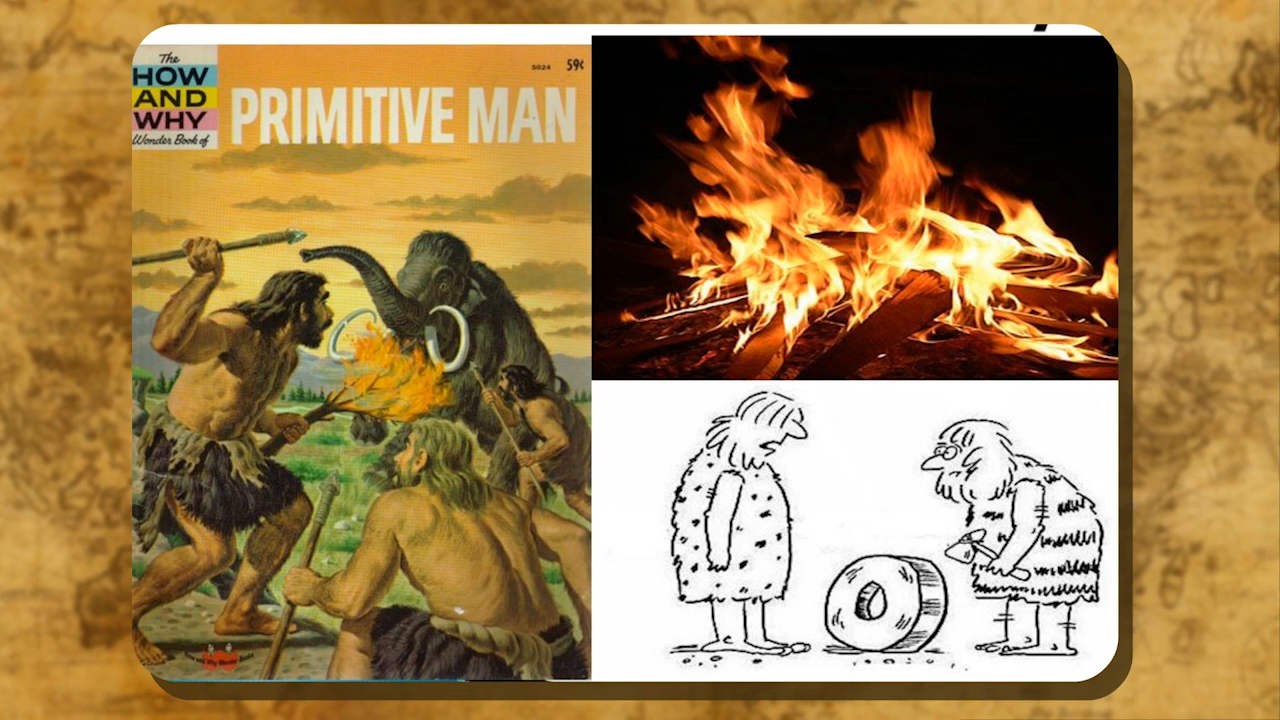 The
HOW
AND
WHY
Wonder Book of
5024 59¢
PRIMITIVE MAN